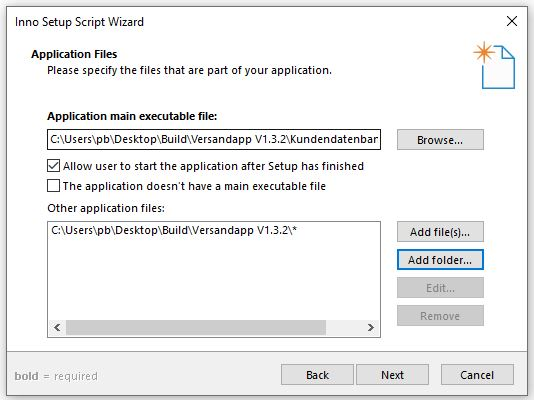 Inno Setup Script Wizard
Application Files
Please specify the files that are part of your application.
Application main executable file:
C:\Users\pb\Desktop\Build\Versandapp V1.3.2\Kundendatenbar
Browse...
Allow user to start the application after Setup has finished
The application doesn't have a main executable file
Other application files:
C:\Users\pb\Desktop\Build\Versandapp V1.3.2\*
Add file(s)...
Add folder...
Edit...
Remove
bold = required
Back
Next
Cancel